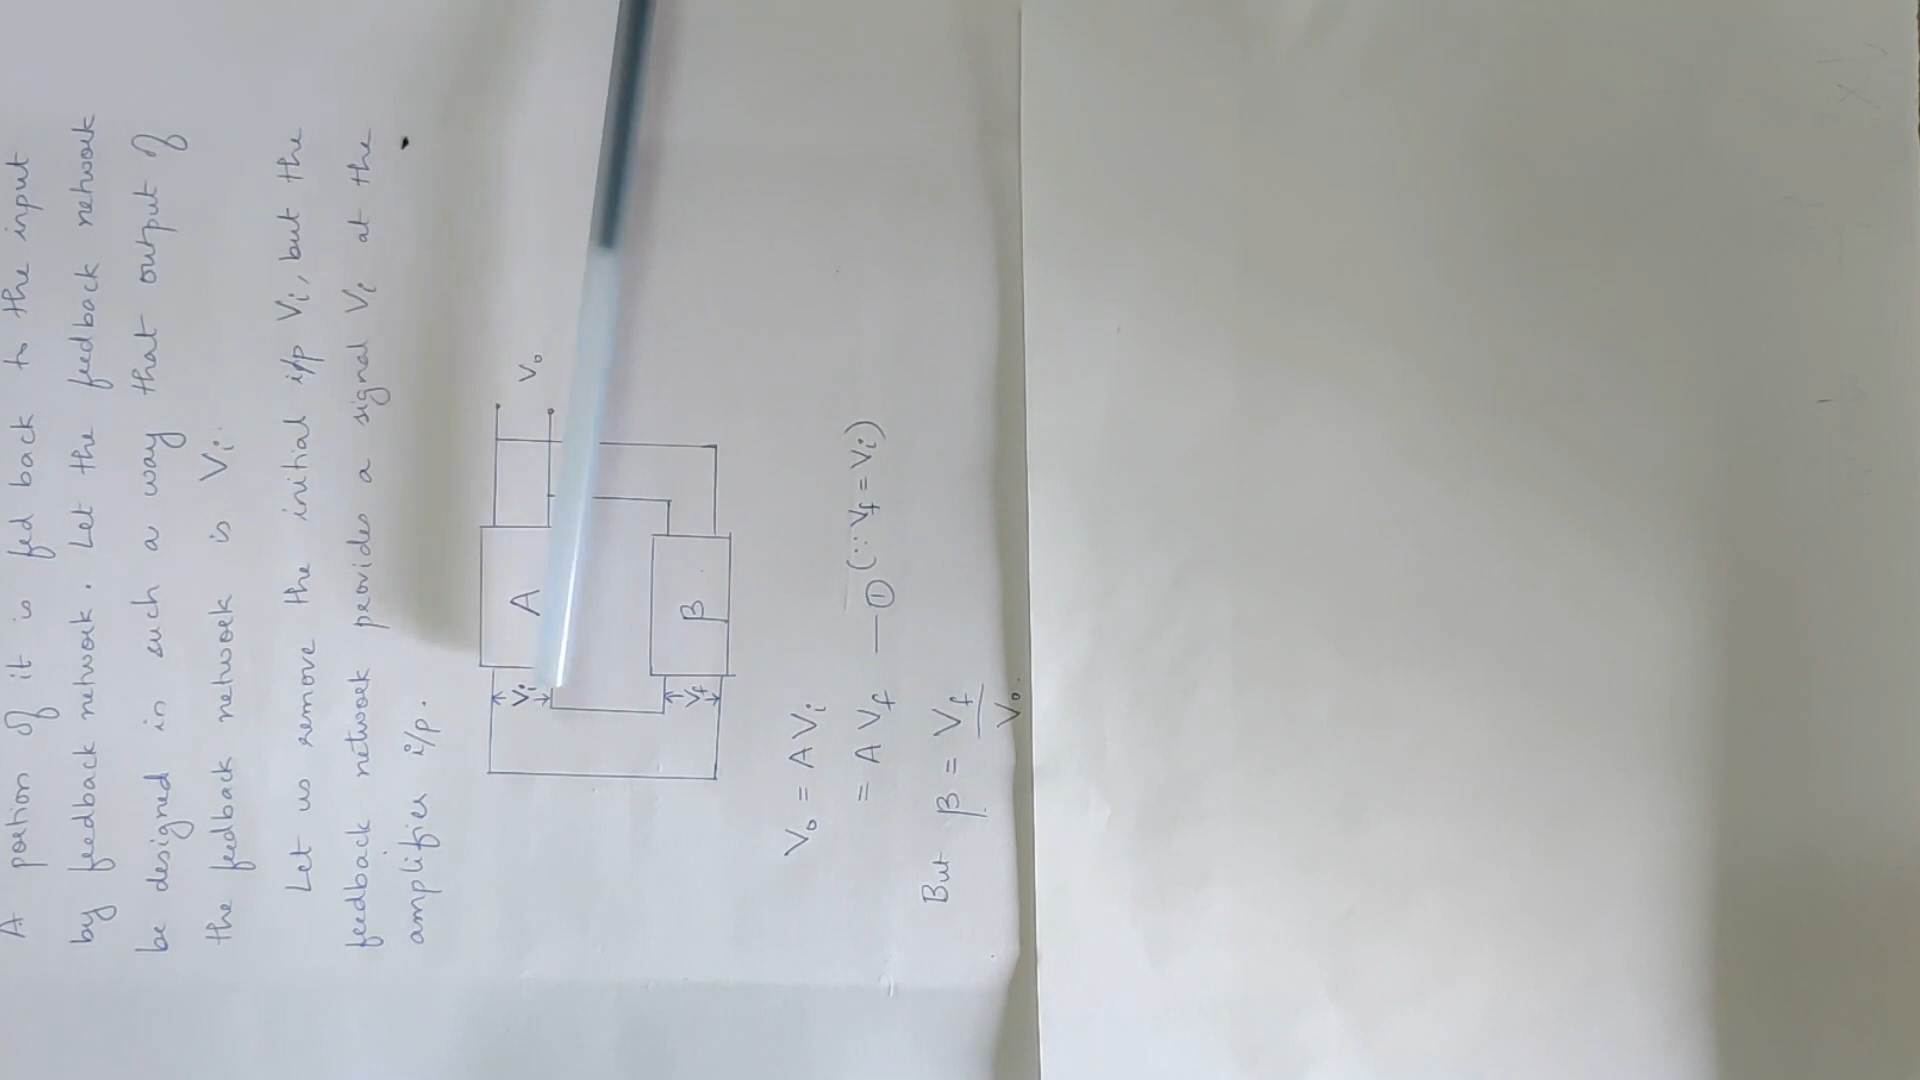 A portion of it is fed back to the input
by feedback network. Let the feedback network
be designed in such a way that output of
the feedback network is Vi.
Let us remove the initial i/p Vi, but the
feedback network provides a signal Vi at the
amplifier i/p.
A
Vi
Vo
β
Vf
Vo = A Vi
= A Vf — ① (∵ Vf = Vi)
But β = Vf
Vo.